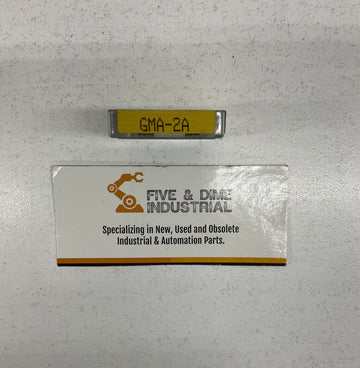 GMA-2A
FIVE & DIME
INDUSTRIAL
Specializing in New, Used and Obsolete
Industrial & Automation Parts.